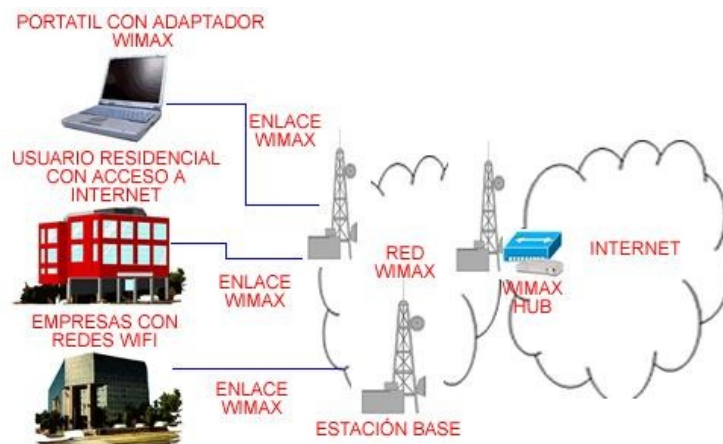 PORTATIL CON ADAPTADOR
WIMAX
ENLACE
WIMAX
USUARIO RESIDENCIAL
CON ACCESO A
INTERNET
ENLACE
WIMAX
RED
WIMAX
INTERNET
WIMAX
HUB
EMPRESAS CON
REDES WIFI
ENLACE
WIMAX
ESTACIÓN BASE